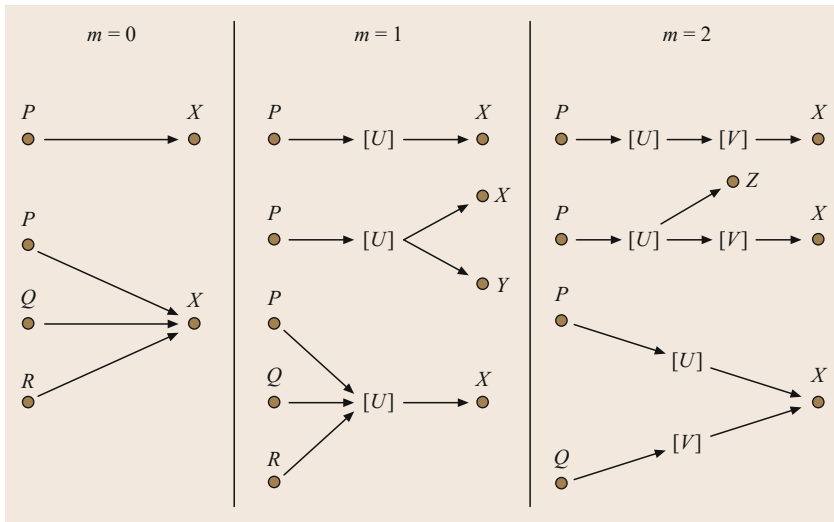 m = 0
P X
P
Q X
R
m = 1
P [U] X
P [U] X
Y
P
Q [U] X
R
m = 2
P [U] [V] X
Z
P [U] [V] X
P
[U]
X
[V]
Q